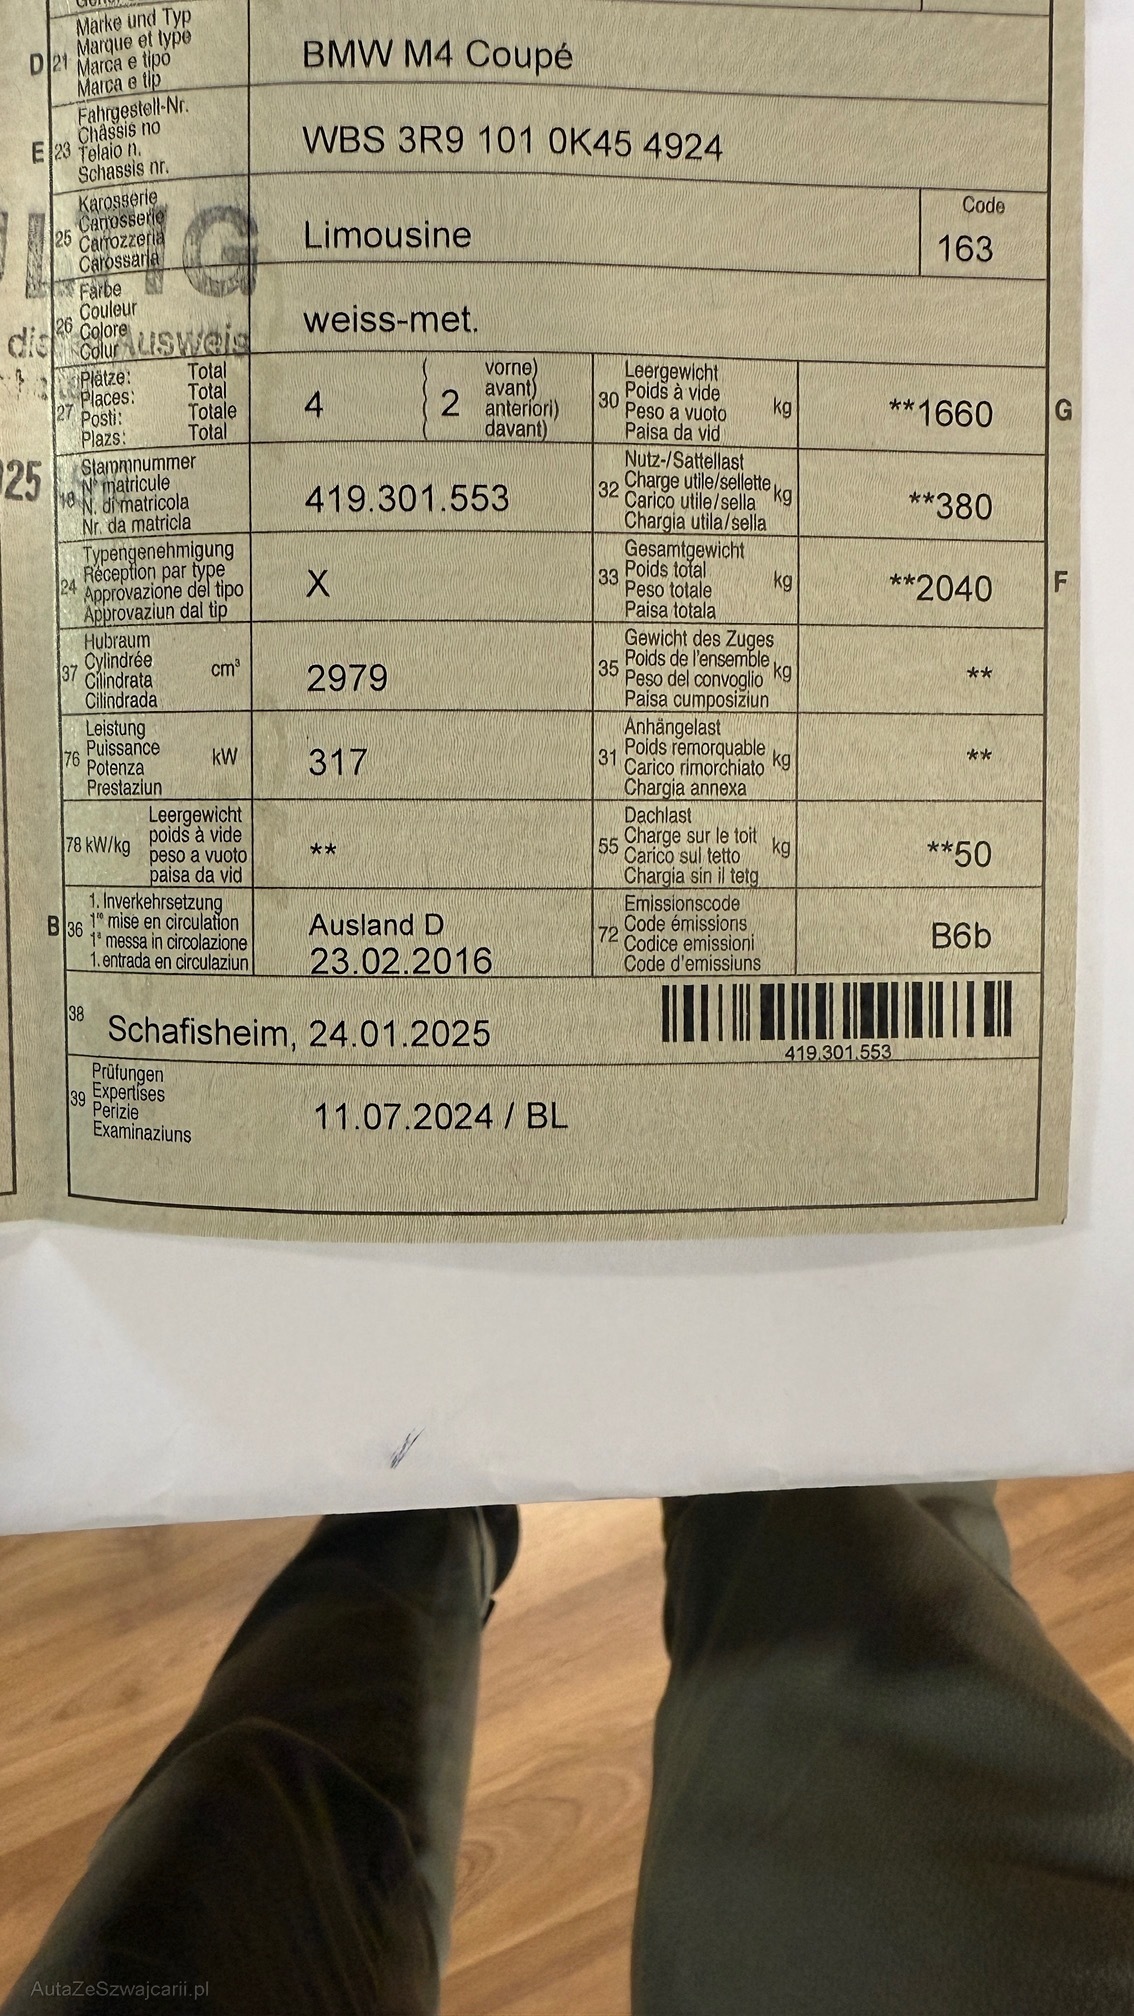 D 21 Marke und Typ
Marque et type
Marca e tipo
Marca e tip
BMW M4 Coupé
E 23 Fahrgestell-Nr.
Châssis no
Telaio n.
Schassis nr.
WBS 3R9 101 0K45 4924
25 Karosserie
Carrosserie
Carrozzeria
Carossaria
Limousine
Code
163
26 Farbe
Couleur
Colore
Colur
weiss-met.
Ausweis
27 Plätze: Total
Places: Total
Posti: Totale
Plazs: Total
4
2
vorne)
avant)
anteriori)
davant)
30 Leergewicht
Poids à vide
Peso a vuoto
Paisa da vid
kg
**1660
G
025
18 Stammnummer
N° matricule
N. di matricola
Nr. da matricla
419.301.553
32 Nutz-/Sattellast
Charge utile/sellette
Carico utile/sella
Chargia utila/sella
kg
**380
24 Typengenehmigung
Réception par type
Approvazione del tipo
Approvaziun dal tip
X
33 Gesamtgewicht
Poids total
Peso totale
Paisa totala
kg
**2040
F
37 Hubraum
Cylindrée
Cilindrata
Cilindrada
cm³
2979
35 Gewicht des Zuges
Poids de l'ensemble
Peso del convoglio
Paisa cumposiziun
kg
**
76 Leistung
Puissance
Potenza
Prestaziun
kW
317
31 Anhängelast
Poids remorquable
Carico rimorchiato
Chargia annexa
kg
**
78 kW/kg
Leergewicht
poids à vide
peso a vuoto
paisa da vid
**
55 Dachlast
Charge sur le toit
Carico sul tetto
Chargia sin il tetg
kg
**50
B 36 1. Inverkehrsetzung
1re mise en circulation
1a messa in circolazione
1. entrada en circulaziun
Ausland D
23.02.2016
72 Emissionscode
Code émissions
Codice emissioni
Code d'emissiuns
B6b
38 Schafisheim, 24.01.2025
419.301.553
39 Prüfungen
Expertises
Perizie
Examinaziuns
11.07.2024 / BL
AutaZeSzwajcarii.pl